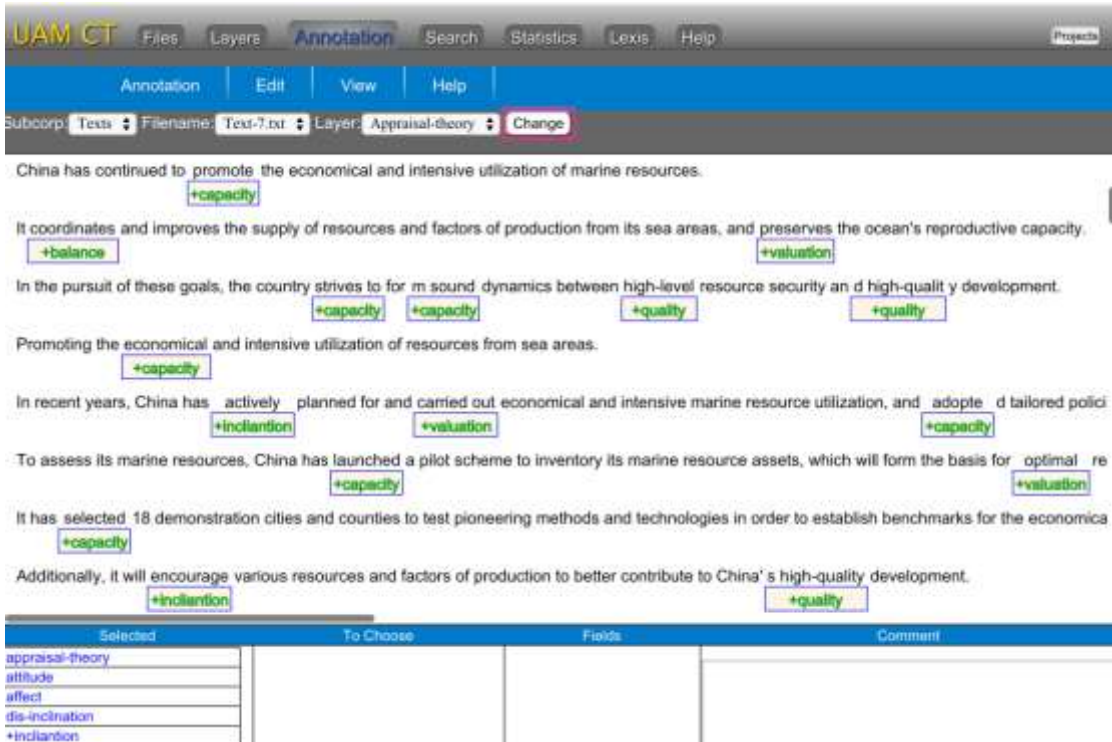 UAM CT Files Layers Annotation Search Statistics Lexis Help Projects
Annotation Edit View Help
Subcorp: Texts Filename: Text-7.txt Layer: Appraisal-theory Change
China has continued to promote the economical and intensive utilization of marine resources.
+capacity
It coordinates and improves the supply of resources and factors of production from its sea areas, and preserves the ocean's reproductive capacity.
+balance +valuation
In the pursuit of these goals, the country strives to for m sound dynamics between high-level resource security an d high-qualit y development.
+capacity +capacity +quality +quality
Promoting the economical and intensive utilization of resources from sea areas.
+capacity
In recent years, China has actively planned for and carried out economical and intensive marine resource utilization, and adopte d tailored polici
+incliantion +valuation +capacity
To assess its marine resources, China has launched a pilot scheme to inventory its marine resource assets, which will form the basis for optimal re
+capacity +valuation
It has selected 18 demonstration cities and counties to test pioneering methods and technologies in order to establish benchmarks for the economica
+capacity
Additionally, it will encourage various resources and factors of production to better contribute to China' s high-quality development.
+incliantion +quality
Selected To Choose Fields Comment
appraisal-theory
attitude
affect
dis-inclination
+incliantion